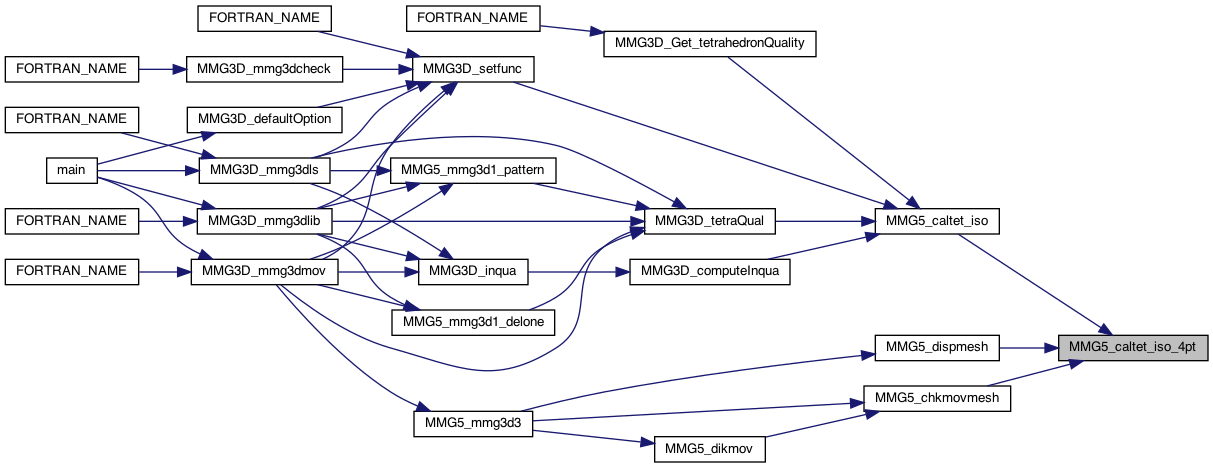 FORTRAN_NAME
FORTRAN_NAME
MMG3D_Get_tetrahedronQuality
FORTRAN_NAME
MMG3D_mmg3dcheck
MMG3D_setfunc
FORTRAN_NAME
MMG3D_defaultOption
main
MMG3D_mmg3dls
MMG5_mmg3d1_pattern
FORTRAN_NAME
MMG3D_mmg3dlib
MMG3D_tetraQual
MMG5_caltet_iso
FORTRAN_NAME
MMG3D_mmg3dmov
MMG3D_inqua
MMG3D_computeInqua
MMG5_mmg3d1_delone
MMG5_dispmesh
MMG5_caltet_iso_4pt
MMG5_chkmovmesh
MMG5_mmg3d3
MMG5_dikmov